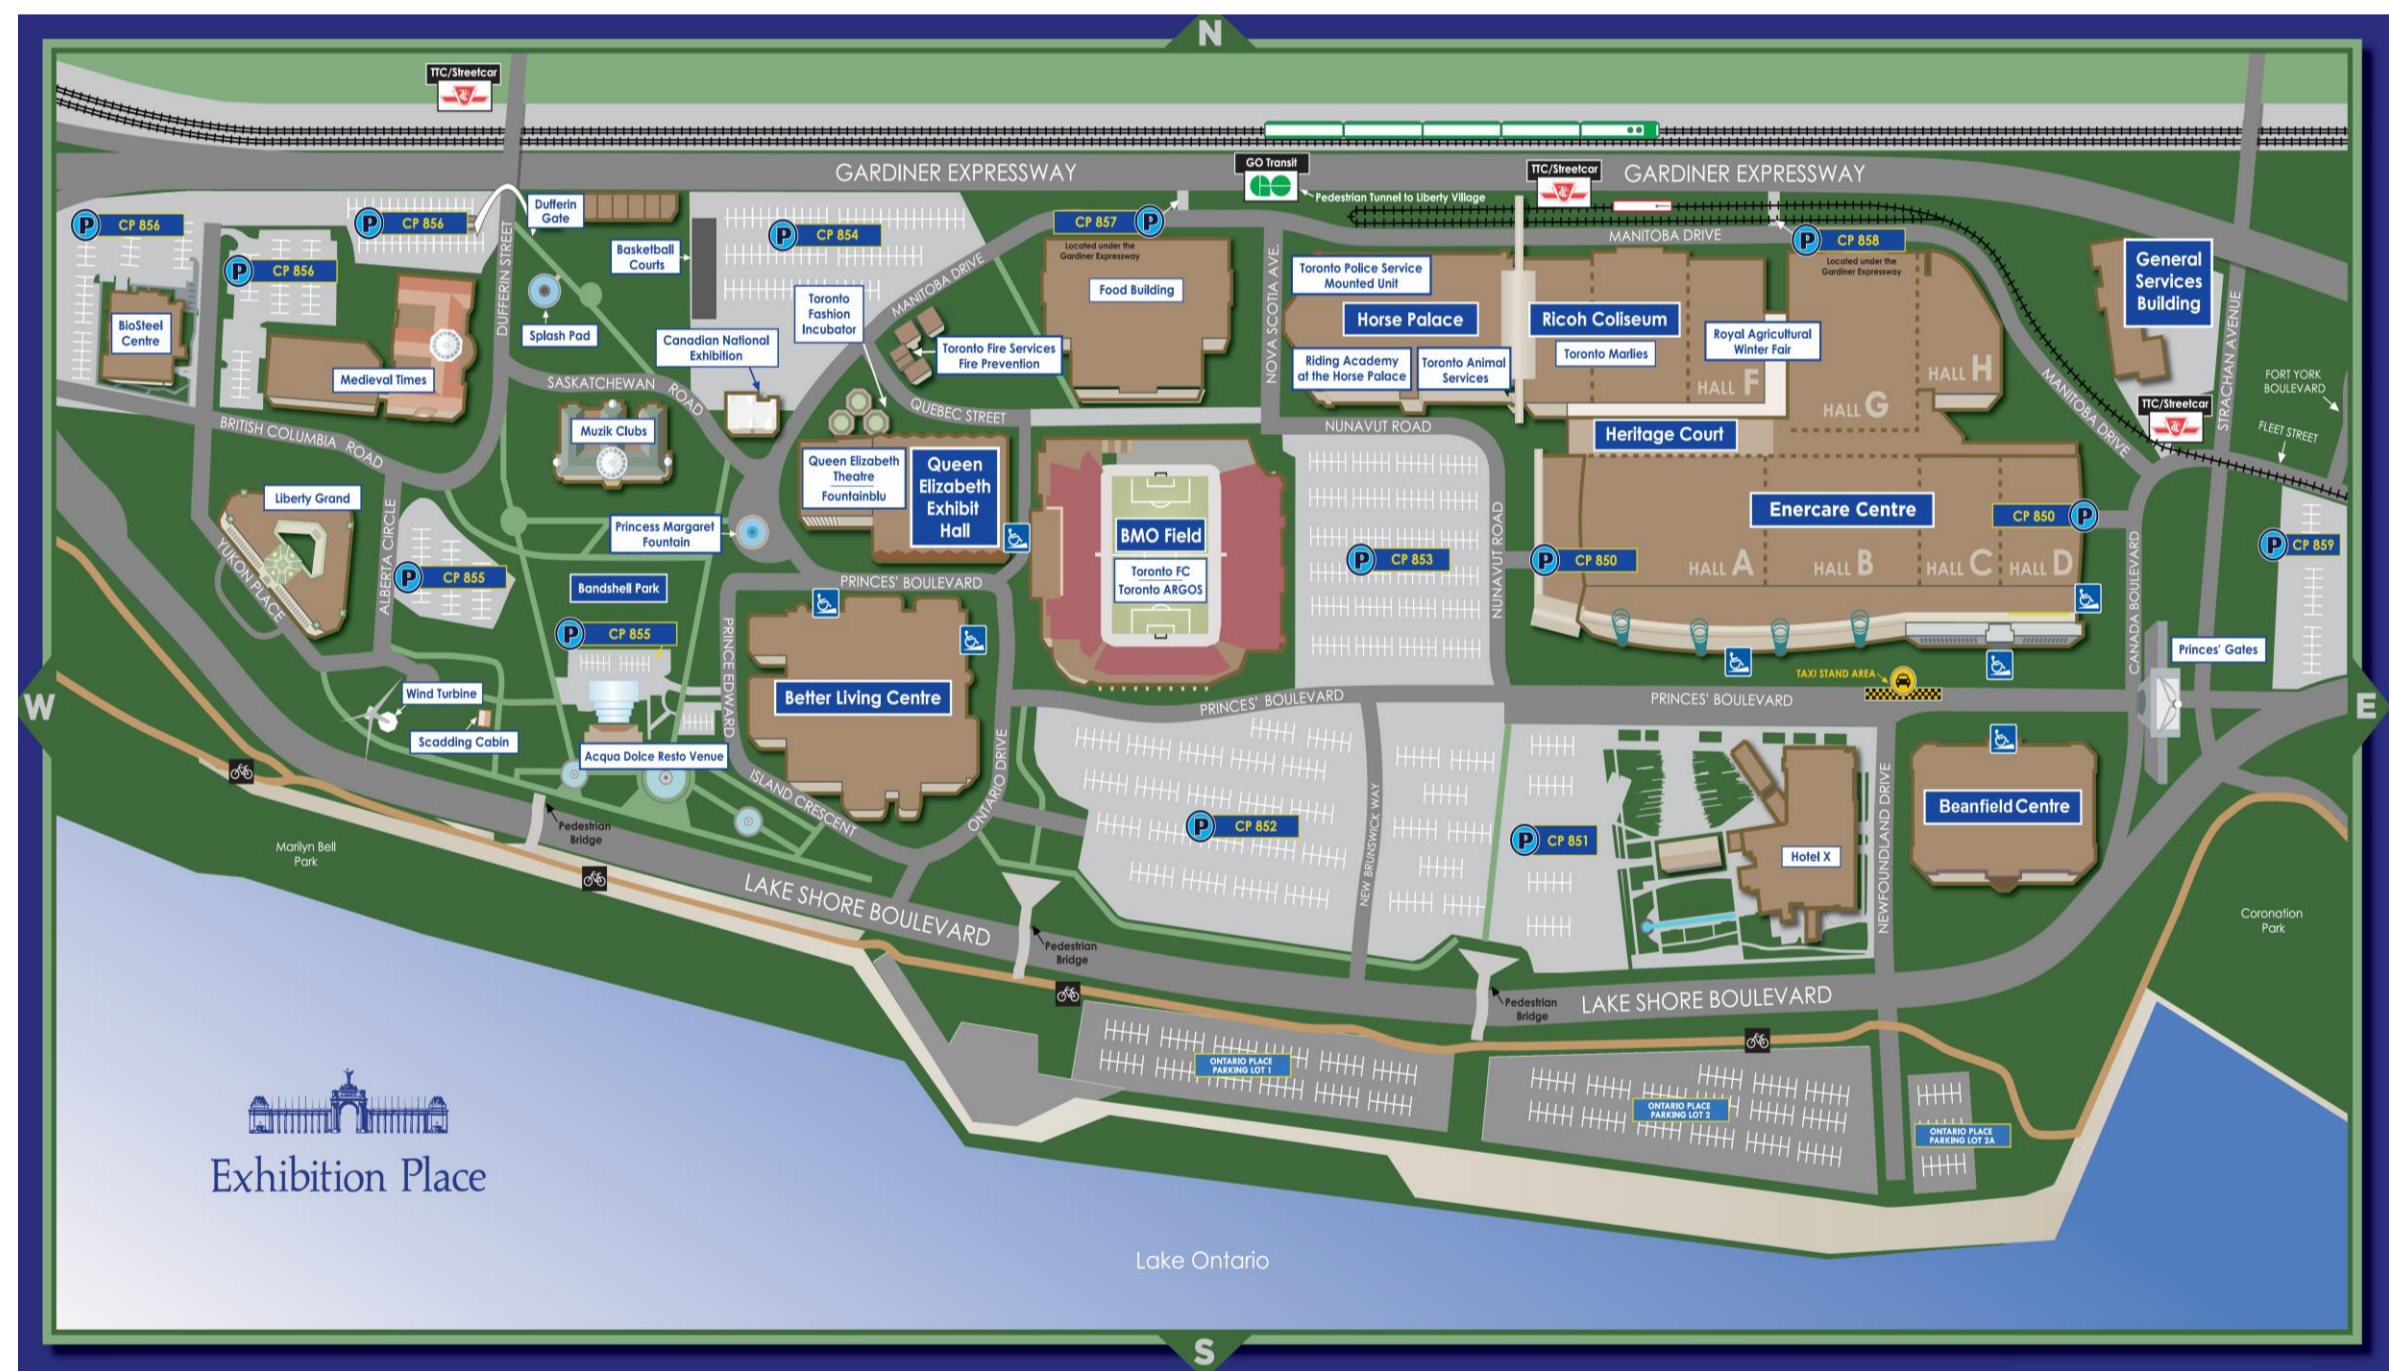 N
TTC/Streetcar
GARDINER EXPRESSWAY
GO Transit
Pedestrian Tunnel to Liberty Village
TTC/Streetcar
GARDINER EXPRESSWAY
P CP 856
P CP 856
P CP 856
Dufferin
Gate
DUFFERIN STREET
Splash Pad
Basketball
Courts
P CP 854
MANITOBA DRIVE
CP 857 P
Located under the
Gardiner Expressway
Food Building
NOVA SCOTIA AVE.
MANITOBA DRIVE
P CP 858
Located under the
Gardiner Expressway
Toronto Police Service
Mounted Unit
Horse Palace
Riding Academy
at the Horse Palace
Toronto Animal
Services
Ricoh Coliseum
Toronto Marlies
Royal Agricultural
Winter Fair
HALL F
HALL G
HALL H
General
Services
Building
STRACHAN AVENUE
MANITOBA DRIVE
FORT YORK
BOULEVARD
FLEET STREET
TTC/Streetcar
BioSteel
Centre
Medieval Times
Canadian National
Exhibition
Toronto
Fashion
Incubator
Toronto Fire Services
Fire Prevention
SASKATCHEWAN ROAD
QUEBEC STREET
BRITISH COLUMBIA ROAD
Muzik Clubs
Queen Elizabeth
Theatre
Fountainblu
Queen
Elizabeth
Exhibit
Hall
NUNAVUT ROAD
Heritage Court
Liberty Grand
YUKON PLACE
ALBERTA CIRCLE
P CP 855
Princess Margaret
Fountain
Bandshell Park
PRINCES' BOULEVARD
BMO Field
Toronto FC
Toronto ARGOS
P CP 853
NUNAVUT ROAD
P CP 850
Enercare Centre
CP 850 P
HALL A
HALL B
HALL C
HALL D
CANADA BOULEVARD
P CP 859
Princes' Gates
P CP 855
PRINCE EDWARD
Better Living Centre
W
E
Wind Turbine
Scadding Cabin
Acqua Dolce Resto Venue
ISLAND CRESCENT
ONTARIO DRIVE
PRINCES' BOULEVARD
TAXI STAND AREA
PRINCES' BOULEVARD
P CP 852
NEW BRUNSWICK WAY
P CP 851
Hotel X
NEWFOUNDLAND DRIVE
Beanfield Centre
Pedestrian
Bridge
Marilyn Bell
Park
LAKE SHORE BOULEVARD
Pedestrian
Bridge
Pedestrian
Bridge
LAKE SHORE BOULEVARD
Coronation
Park
ONTARIO PLACE
PARKING LOT 1
ONTARIO PLACE
PARKING LOT 2
ONTARIO PLACE
PARKING LOT 2A
Exhibition Place
Lake Ontario
S